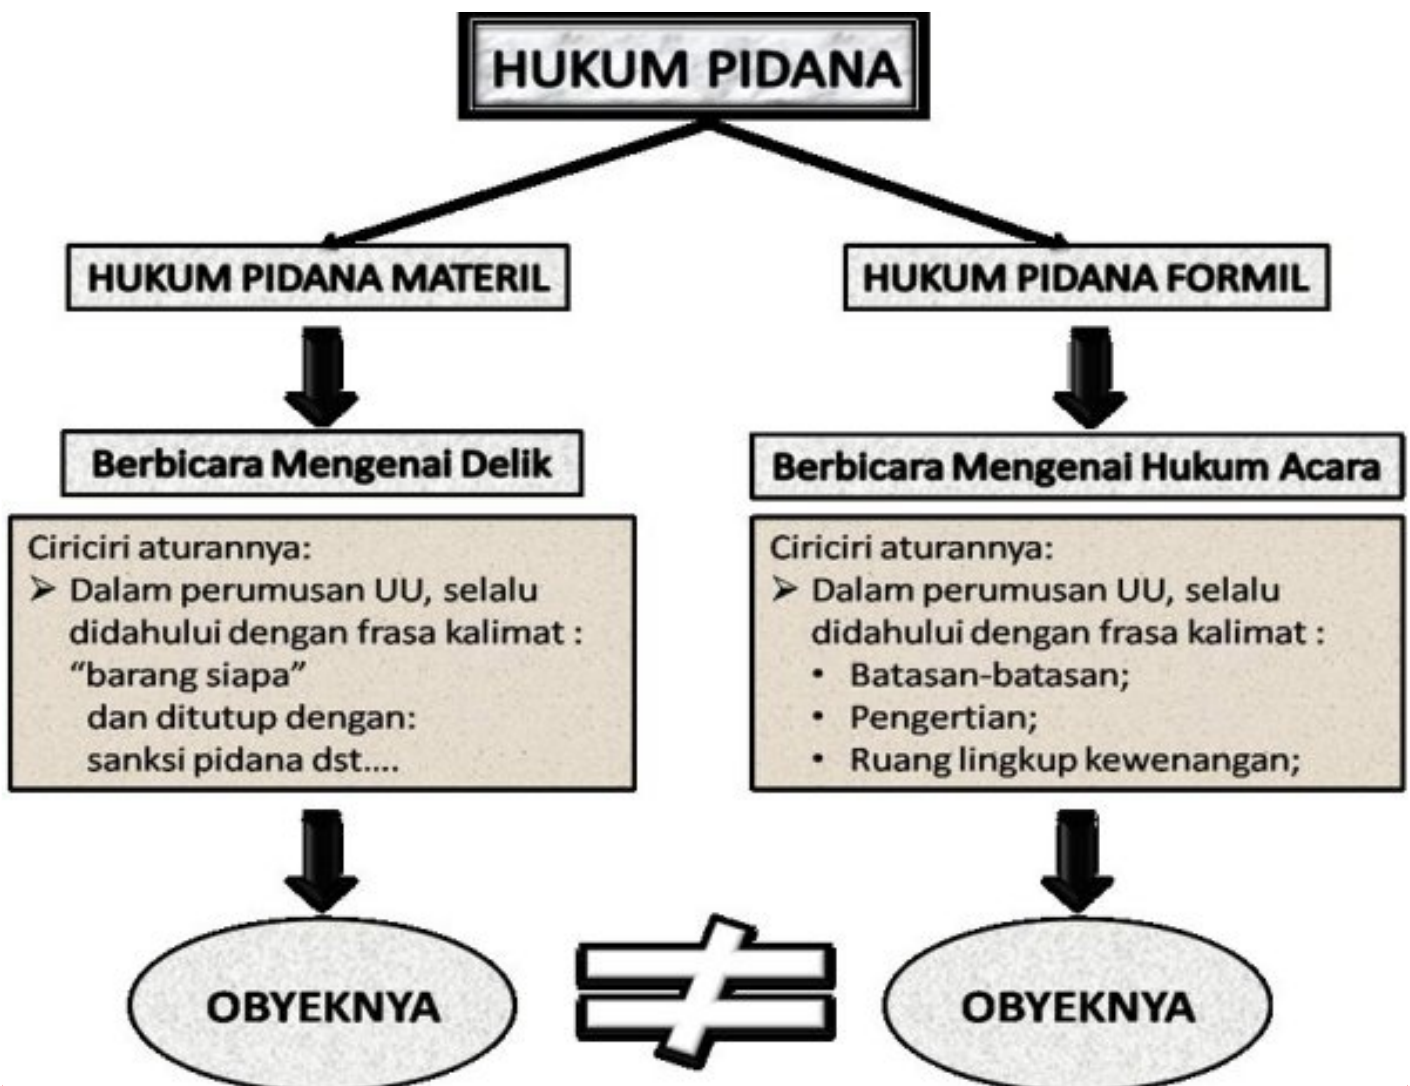 HUKUM PIDANA
HUKUM PIDANA MATERIL
Berbicara Mengenai Delik
Ciriciri aturannya:
➢ Dalam perumusan UU, selalu
didahului dengan frasa kalimat :
“barang siapa”
dan ditutup dengan:
sanksi pidana dst....
OBYEKNYA
≠
HUKUM PIDANA FORMIL
Berbicara Mengenai Hukum Acara
Ciriciri aturannya:
➢ Dalam perumusan UU, selalu
didahului dengan frasa kalimat :
• Batasan-batasan;
• Pengertian;
• Ruang lingkup kewenangan;
OBYEKNYA